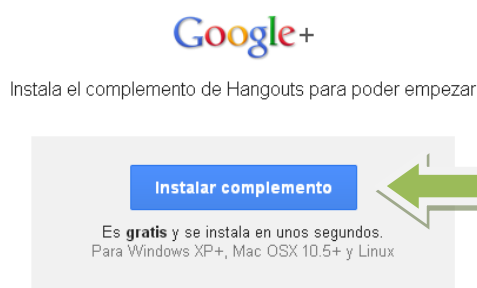 Google+
Instala el complemento de Hangouts para poder empezar
Instalar complemento
Es gratis y se instala en unos segundos.
Para Windows XP+, Mac OSX 10.5+ y Linux